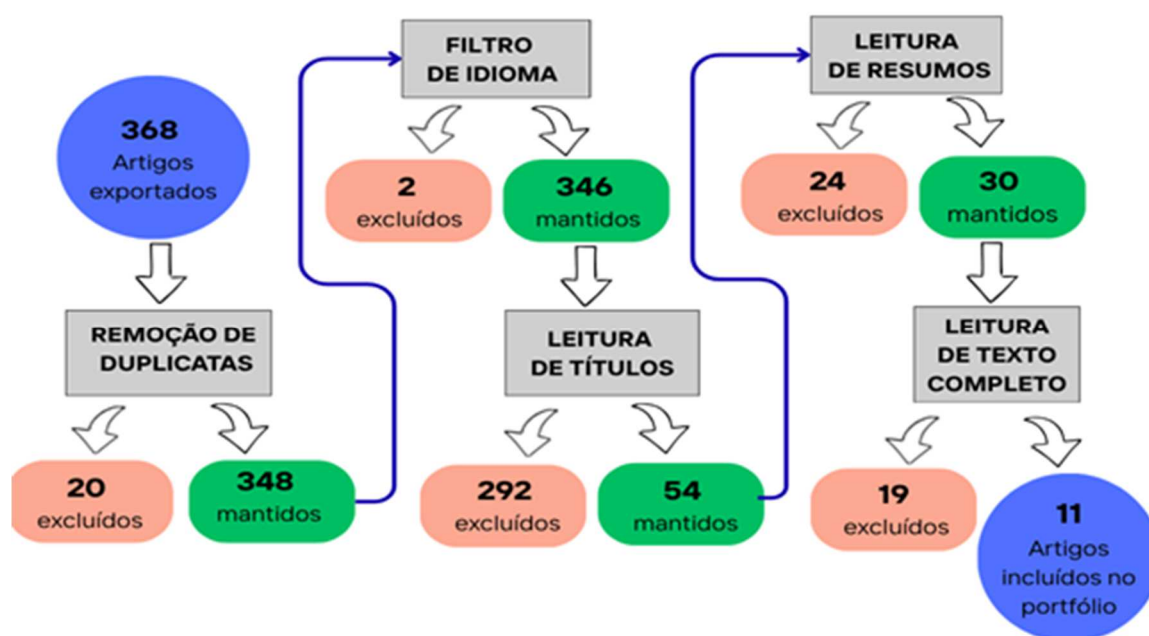 368
Artigos
exportados
REMOÇÃO DE
DUPLICATAS
20
excluídos
348
mantidos
FILTRO
DE IDIOMA
2
excluídos
346
mantidos
LEITURA
DE TÍTULOS
292
excluídos
54
mantidos
LEITURA
DE RESUMOS
24
excluídos
30
mantidos
LEITURA
DE TEXTO
COMPLETO
19
excluídos
11
Artigos
incluídos no
portfólio